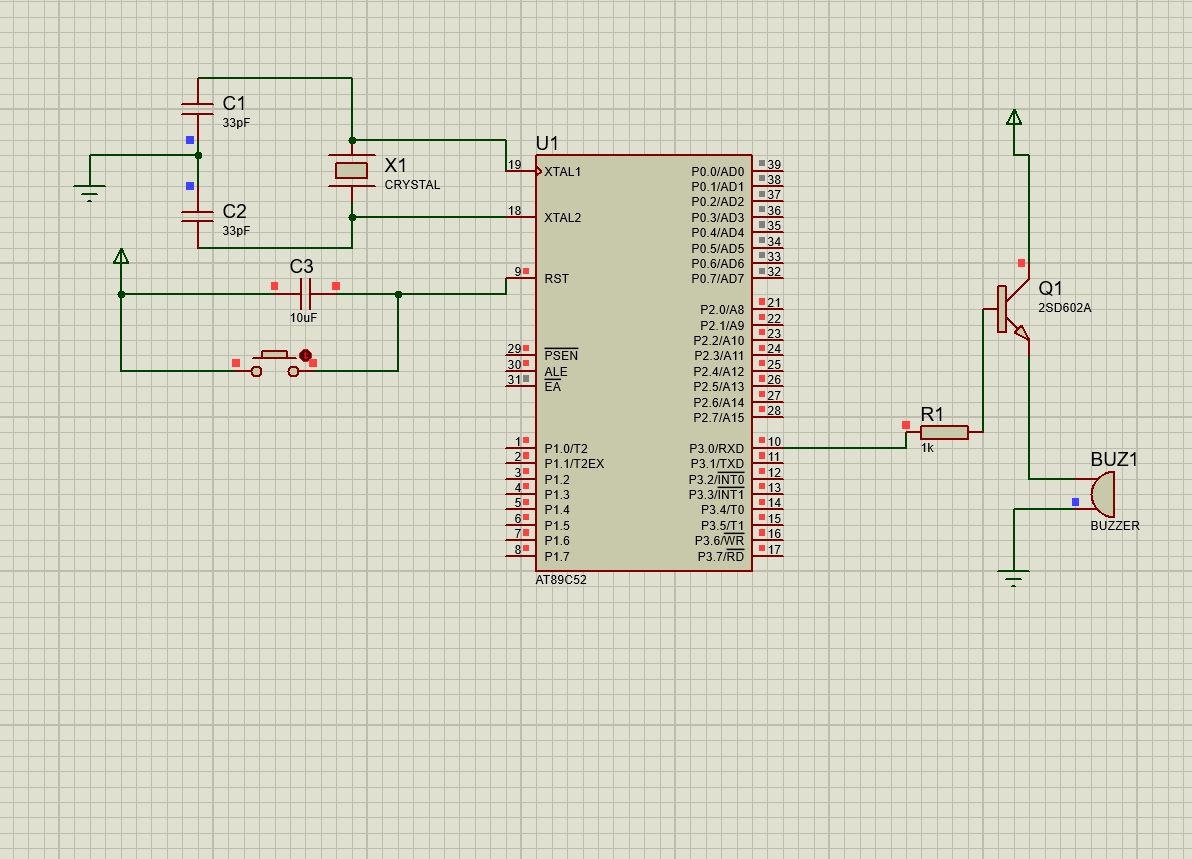 C1
33pF
C2
33pF
X1
CRYSTAL
C3
10uF
U1
19 XTAL1
18 XTAL2
9 RST
29 PSEN
30 ALE
31 EA
1 P1.0/T2
2 P1.1/T2EX
3 P1.2
4 P1.3
5 P1.4
6 P1.5
7 P1.6
8 P1.7
P0.0/AD0 39
P0.1/AD1 38
P0.2/AD2 37
P0.3/AD3 36
P0.4/AD4 35
P0.5/AD5 34
P0.6/AD6 33
P0.7/AD7 32
P2.0/A8 21
P2.1/A9 22
P2.2/A10 23
P2.3/A11 24
P2.4/A12 25
P2.5/A13 26
P2.6/A14 27
P2.7/A15 28
P3.0/RXD 10
P3.1/TXD 11
P3.2/INT0 12
P3.3/INT1 13
P3.4/T0 14
P3.5/T1 15
P3.6/WR 16
P3.7/RD 17
AT89C52
R1
1k
Q1
2SD602A
BUZ1
BUZZER